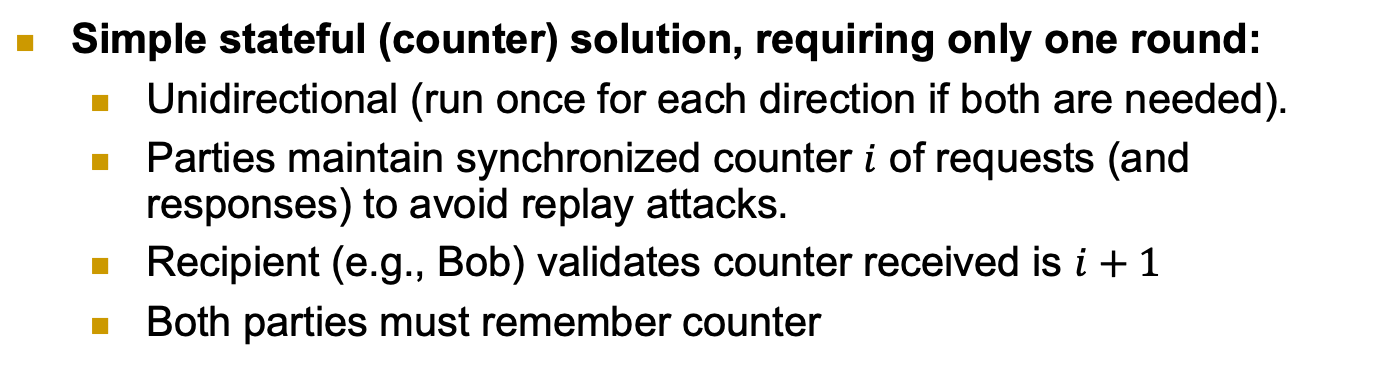 Simple stateful (counter) solution, requiring only one round:
Unidirectional (run once for each direction if both are needed).
Parties maintain synchronized counter i of requests (and
responses) to avoid replay attacks.
Recipient (e.g., Bob) validates counter received is i + 1
Both parties must remember counter